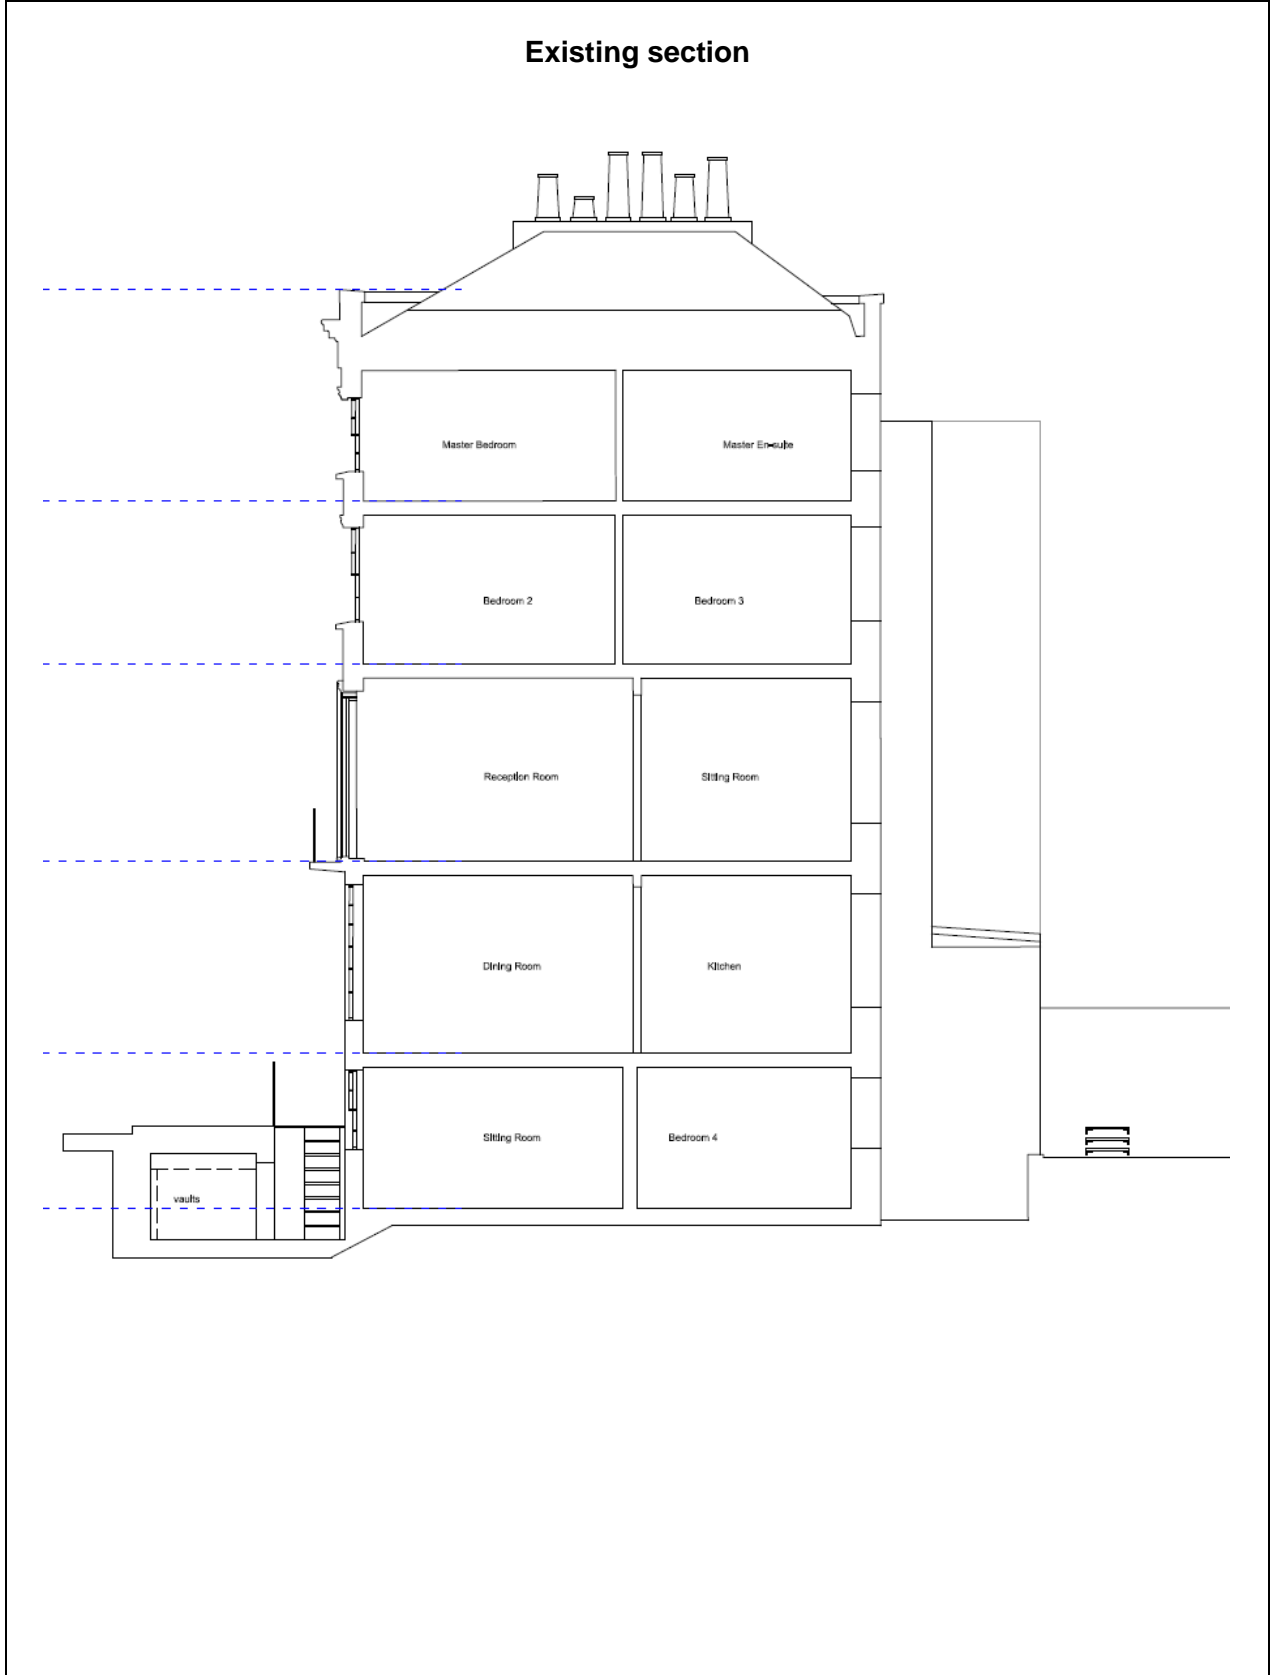 Existing section
Master Bedroom
Master En-suite
Bedroom 2
Bedroom 3
Reception Room
Sitting Room
Dining Room
Kitchen
Sitting Room
Bedroom 4
vaults